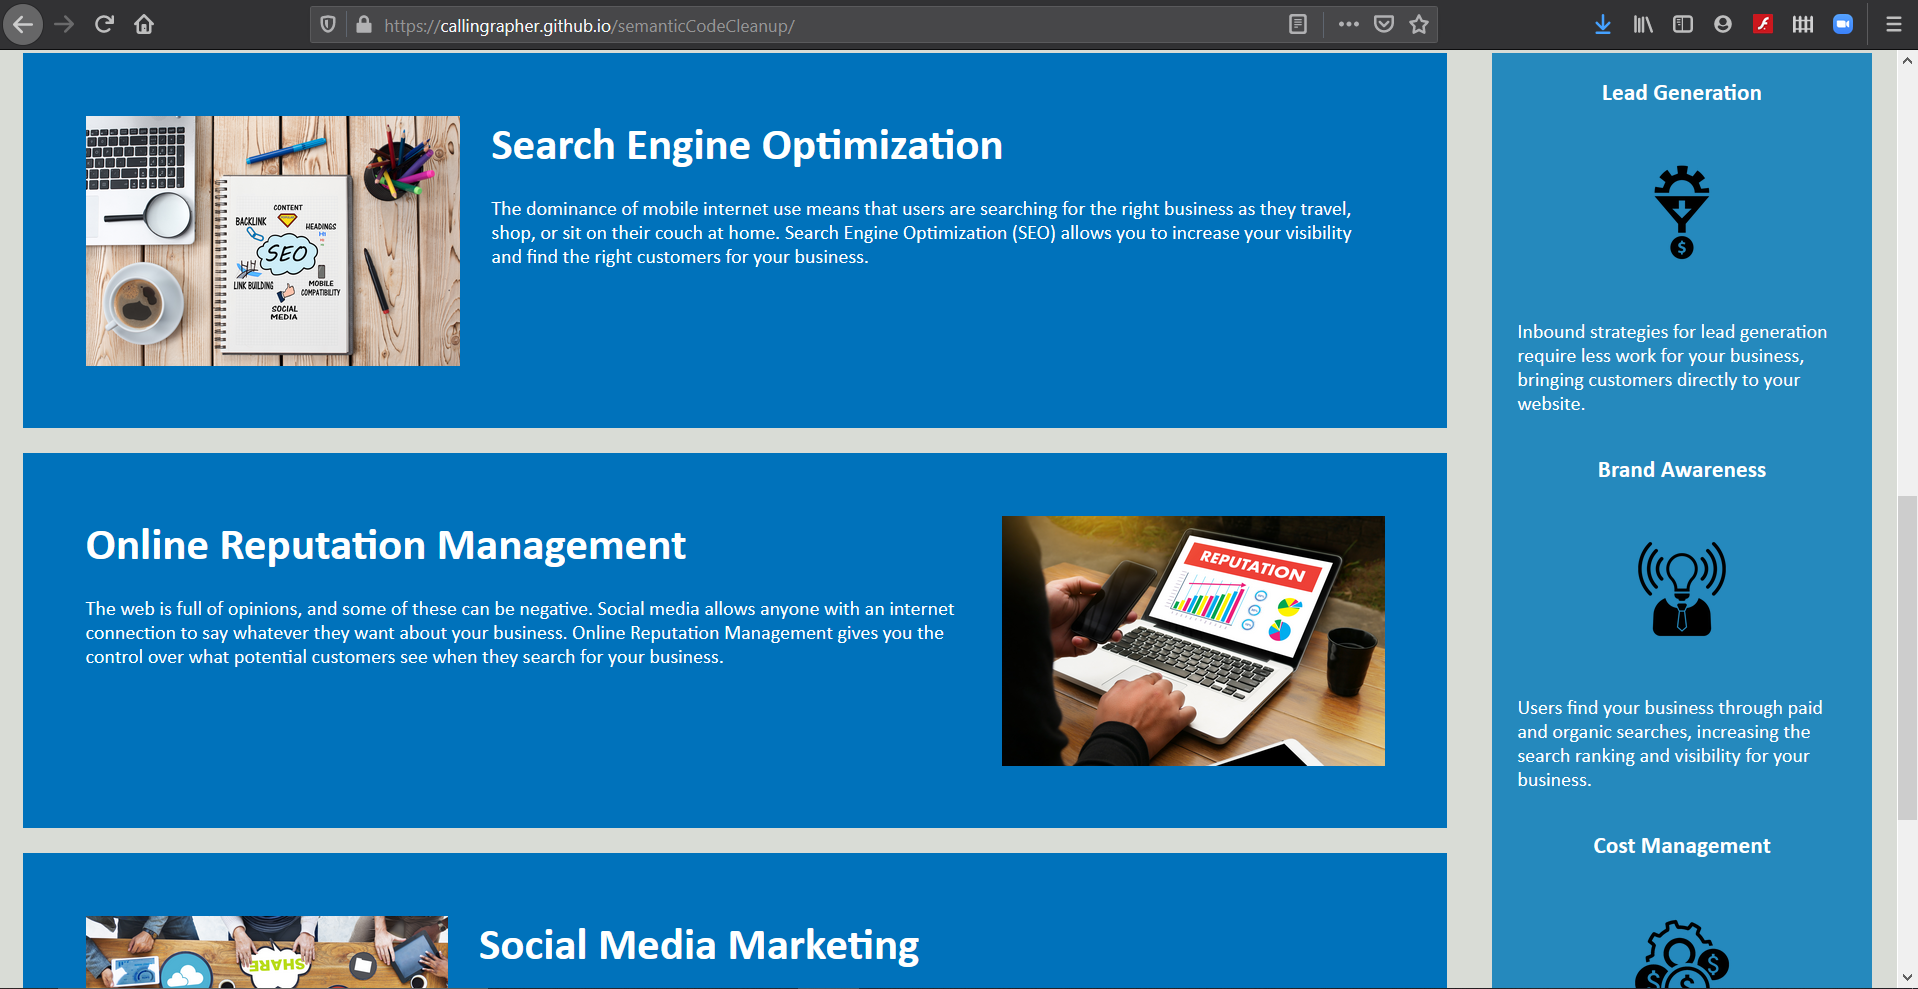 https://callingrapher.github.io/semanticCodeCleanup/
Search Engine Optimization
The dominance of mobile internet use means that users are searching for the right business as they travel,
shop, or sit on their couch at home. Search Engine Optimization (SEO) allows you to increase your visibility
and find the right customers for your business.
CONTENT
BACKLINK
HEADINGS
H1
SEO
LINK BUILDING
MOBILE
COMPATIBILITY
SOCIAL
MEDIA
Online Reputation Management
The web is full of opinions, and some of these can be negative. Social media allows anyone with an internet
connection to say whatever they want about your business. Online Reputation Management gives you the
control over what potential customers see when they search for your business.
REPUTATION
Social Media Marketing
SHARE
Lead Generation
$
Inbound strategies for lead generation
require less work for your business,
bringing customers directly to your
website.
Brand Awareness
Users find your business through paid
and organic searches, increasing the
search ranking and visibility for your
business.
Cost Management
$ $ $